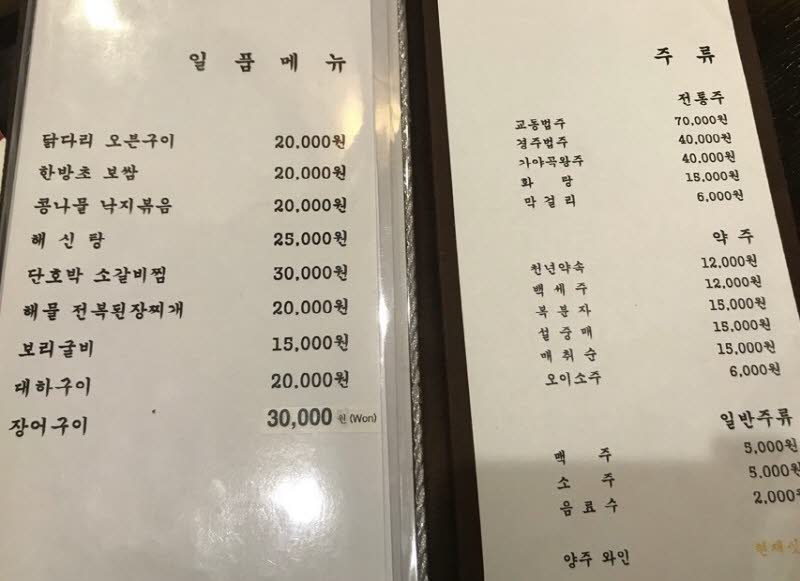 일 품 메 뉴
닭다리 오븐구이 20,000원
한방초 보쌈 20,000원
콩나물 낙지볶음 20,000원
해 신 탕 25,000원
단호박 소갈비찜 30,000원
해물 전복된장찌개 20,000원
보리굴비 15,000원
대하구이 20,000원
장어구이 30,000 원(Won)
주 류
전통주
교동법주 70,000원
경주법주 40,000원
가야곡왕주 40,000원
화 랑 15,000원
막 걸 리 6,000원
약 주
천년약속 12,000원
백 세 주 12,000원
복 분 자 15,000원
설 중 매 15,000원
매 취 순 15,000원
오이소주 6,000원
일반주류
맥 주 5,000원
소 주 5,000원
음 료 수 2,000원
양주 와인